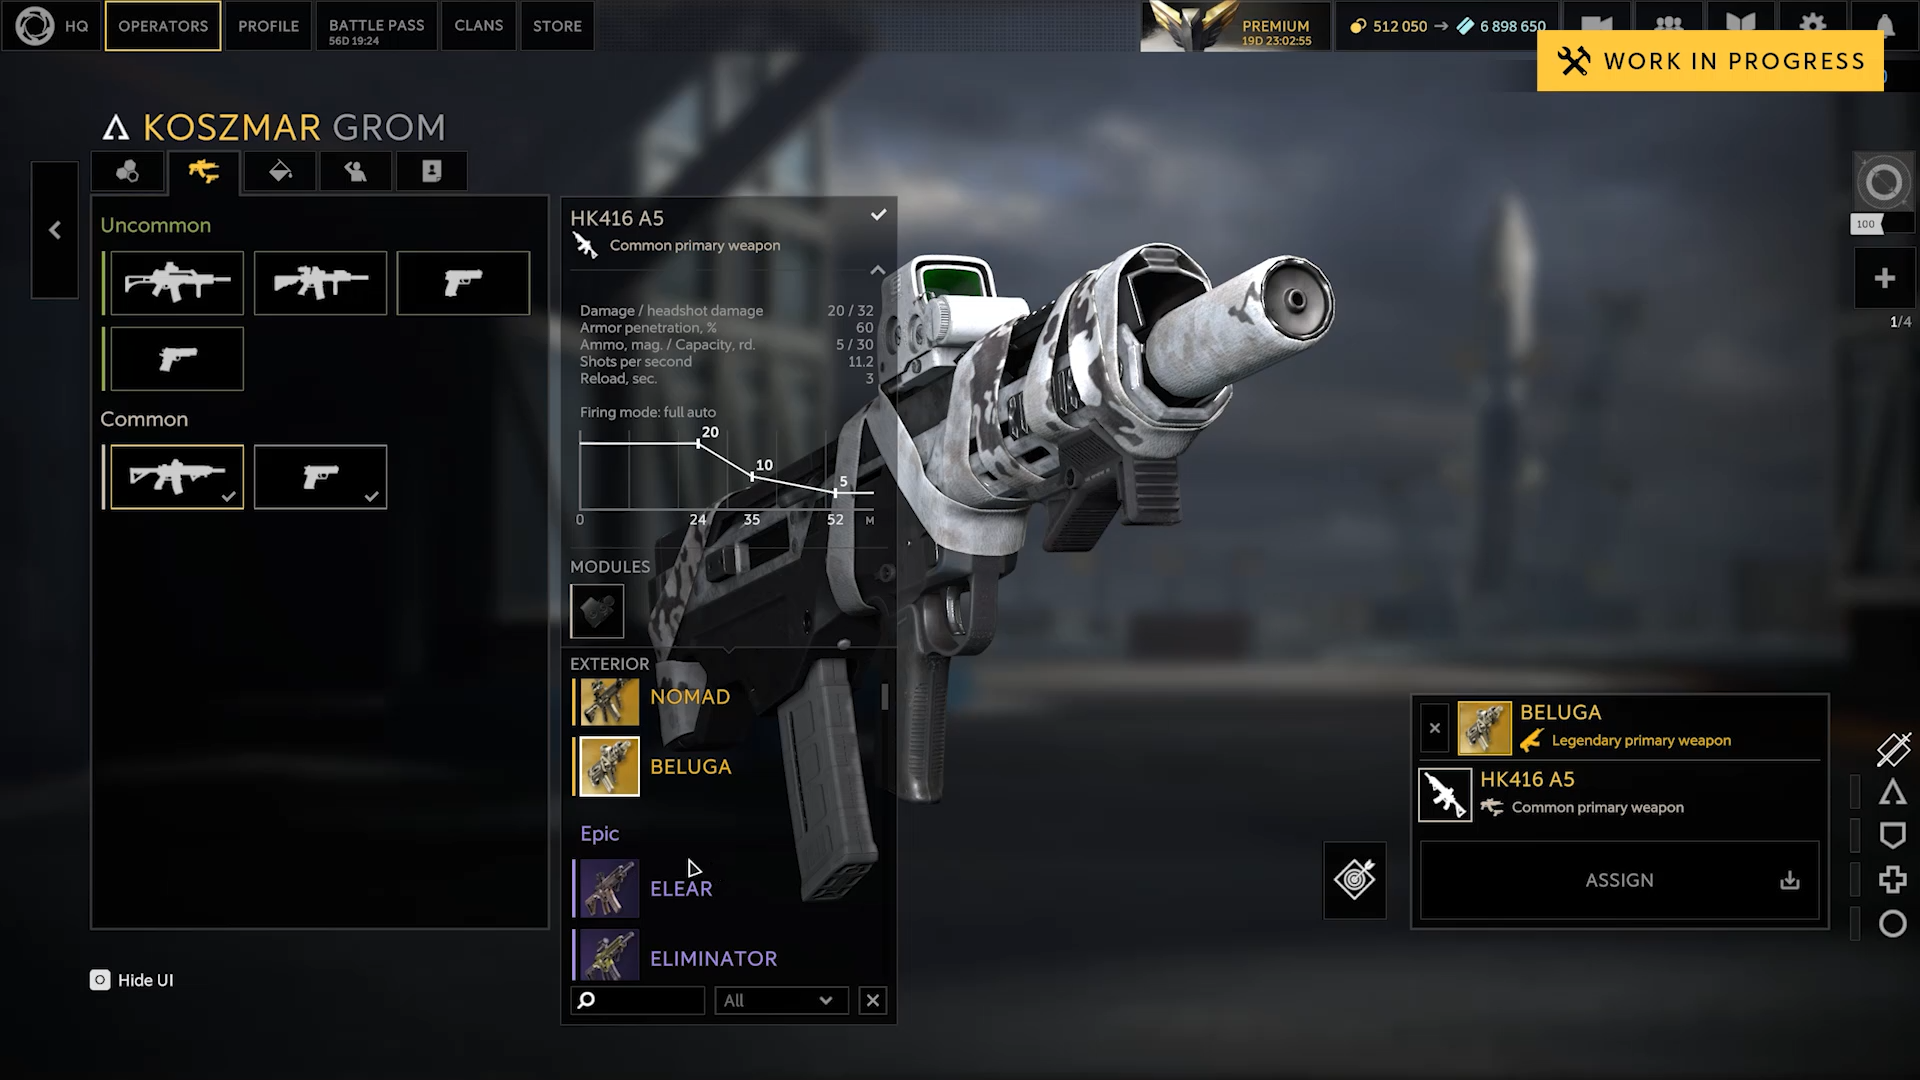 HQ
OPERATORS
PROFILE
BATTLE PASS
56D 19:24
CLANS
STORE
PREMIUM
19D 23:02:55
512 050
6 898 650
WORK IN PROGRESS
KOSZMAR GROM
100
1/4
Uncommon
Common
HK416 A5
Common primary weapon
Damage / headshot damage 20 / 32
Armor penetration, % 60
Ammo, mag. / Capacity, rd. 5 / 30
Shots per second 11.2
Reload, sec. 3
Firing mode: full auto
20
10
5
0 24 35 52 M
MODULES
EXTERIOR
NOMAD
BELUGA
Epic
ELEAR
ELIMINATOR
All
BELUGA
Legendary primary weapon
HK416 A5
Common primary weapon
ASSIGN
Hide UI